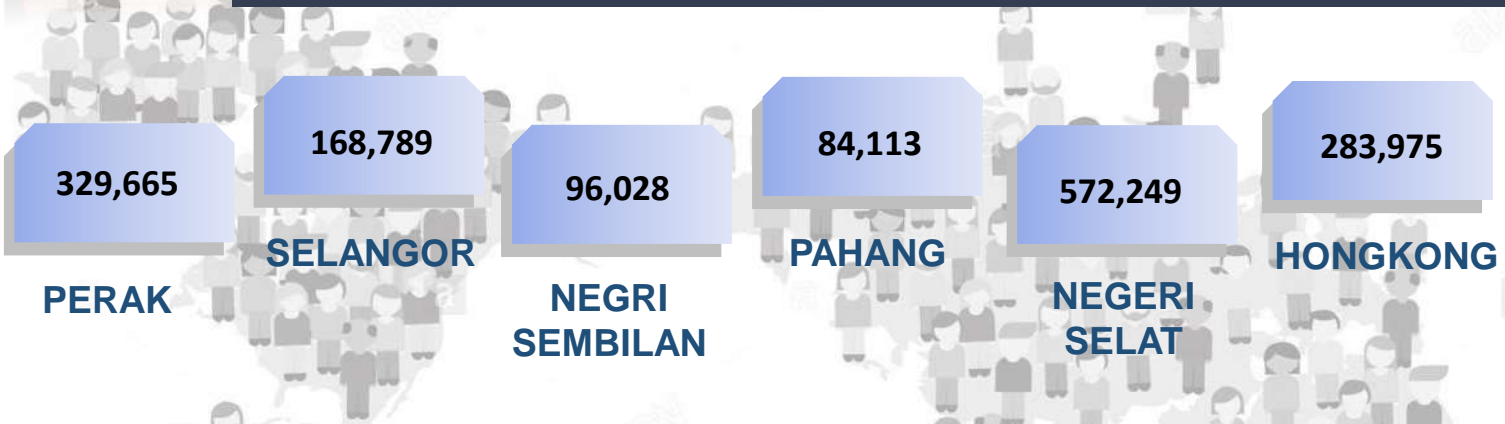 329,665
PERAK
168,789
SELANGOR
96,028
NEGRI
SEMBILAN
84,113
PAHANG
572,249
NEGERI
SELAT
283,975
HONGKONG